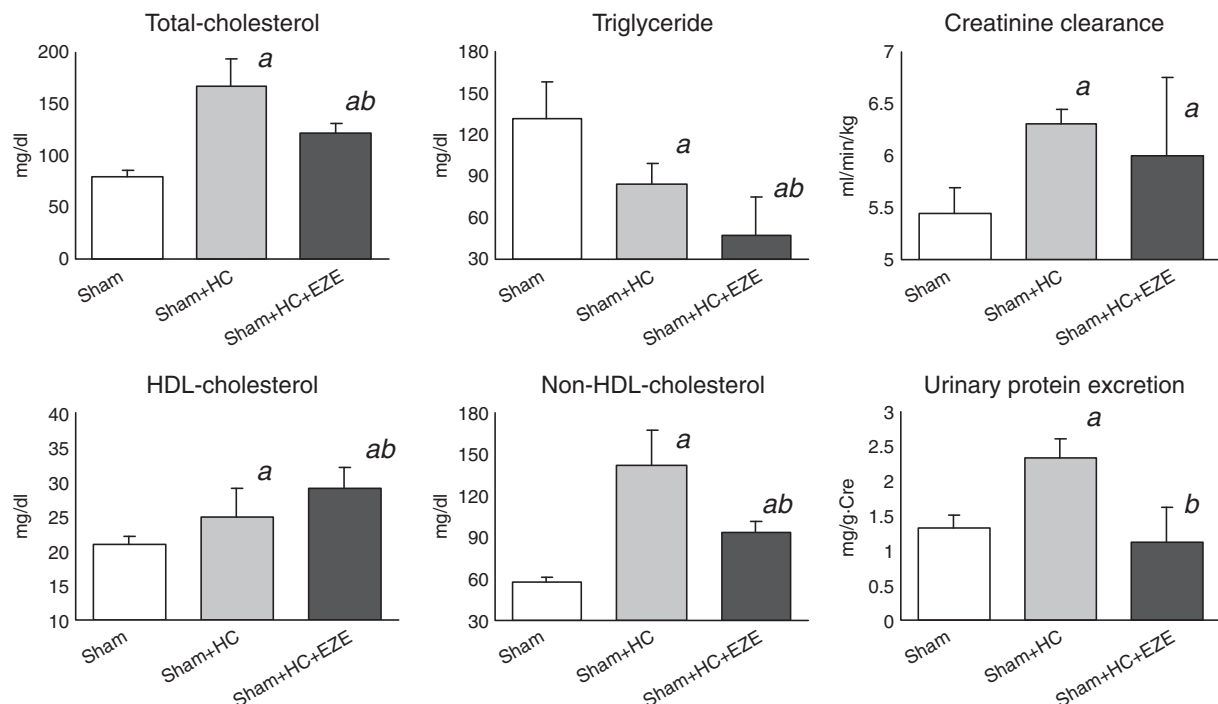 Total-cholesterol
200
150
100
50
0
mg/dl
a
ab
Sham
Sham+HC
Sham+HC+EZE
Triglyceride
180
150
120
90
60
30
mg/dl
a
ab
Sham
Sham+HC
Sham+HC+EZE
Creatinine clearance
7
6.5
6
5.5
5
ml/min/kg
a
a
Sham
Sham+HC
Sham+HC+EZE
HDL-cholesterol
40
35
30
25
20
15
10
mg/dl
a
ab
Sham
Sham+HC
Sham+HC+EZE
Non-HDL-cholesterol
180
150
120
90
60
30
mg/dl
a
ab
Sham
Sham+HC
Sham+HC+EZE
Urinary protein excretion
3
2.5
2
1.5
1
0.5
0
mg/g·Cre
a
b
Sham
Sham+HC
Sham+HC+EZE